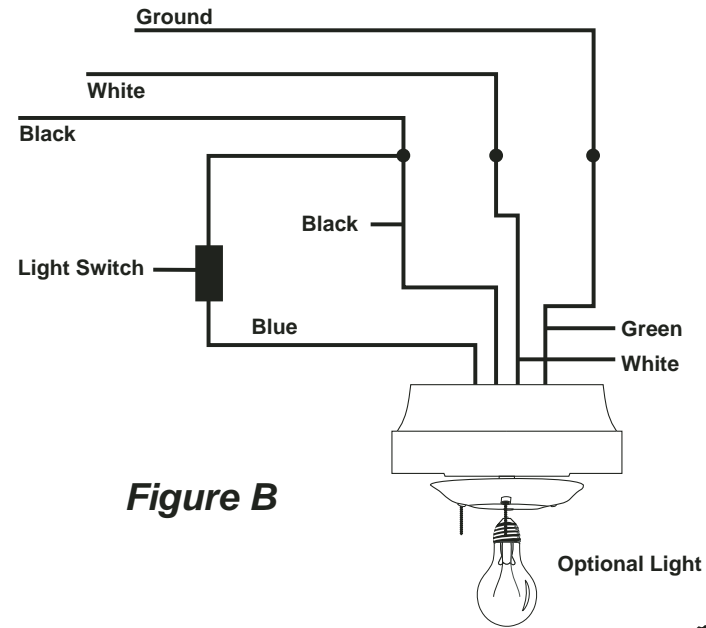 Ground
White
Black
Black
Light Switch
Blue
Green
White
Figure B
Optional Light